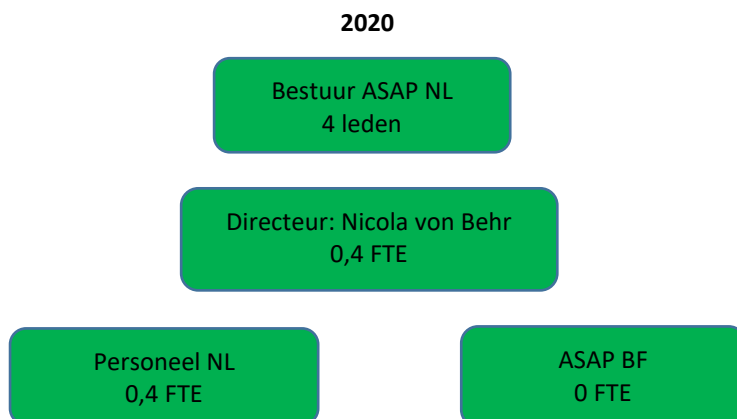 2020
Bestuur ASAP NL
4 leden
Directeur: Nicola von Behr
0,4 FTE
Personeel NL
0,4 FTE
ASAP BF
0 FTE